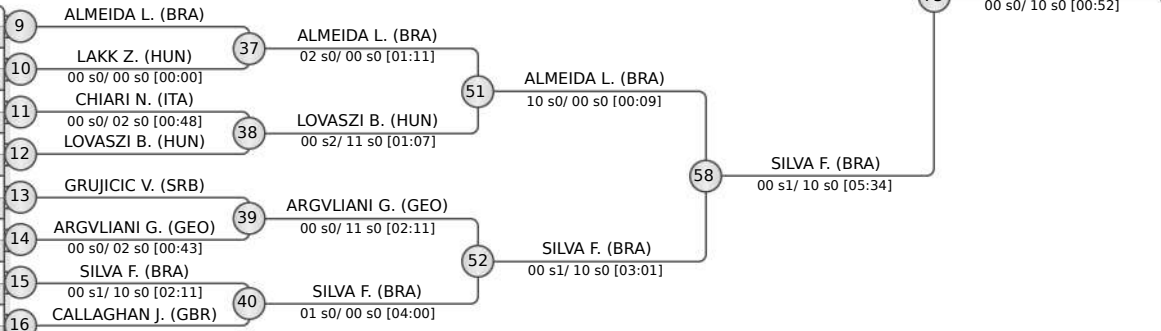 00 s0/ 10 s0 [00:52]
9
ALMEIDA L. (BRA)
10
LAKK Z. (HUN)
00 s0/ 00 s0 [00:00]
37
ALMEIDA L. (BRA)
02 s0/ 00 s0 [01:11]
11
CHIARI N. (ITA)
00 s0/ 02 s0 [00:48]
12
LOVASZI B. (HUN)
38
LOVASZI B. (HUN)
00 s2/ 11 s0 [01:07]
51
ALMEIDA L. (BRA)
10 s0/ 00 s0 [00:09]
13
GRUJICIC V. (SRB)
14
ARGVLIANI G. (GEO)
00 s0/ 02 s0 [00:43]
39
ARGVLIANI G. (GEO)
00 s0/ 11 s0 [02:11]
15
SILVA F. (BRA)
00 s1/ 10 s0 [02:11]
16
CALLAGHAN J. (GBR)
40
SILVA F. (BRA)
01 s0/ 00 s0 [04:00]
52
SILVA F. (BRA)
00 s1/ 10 s0 [03:01]
58
SILVA F. (BRA)
00 s1/ 10 s0 [05:34]